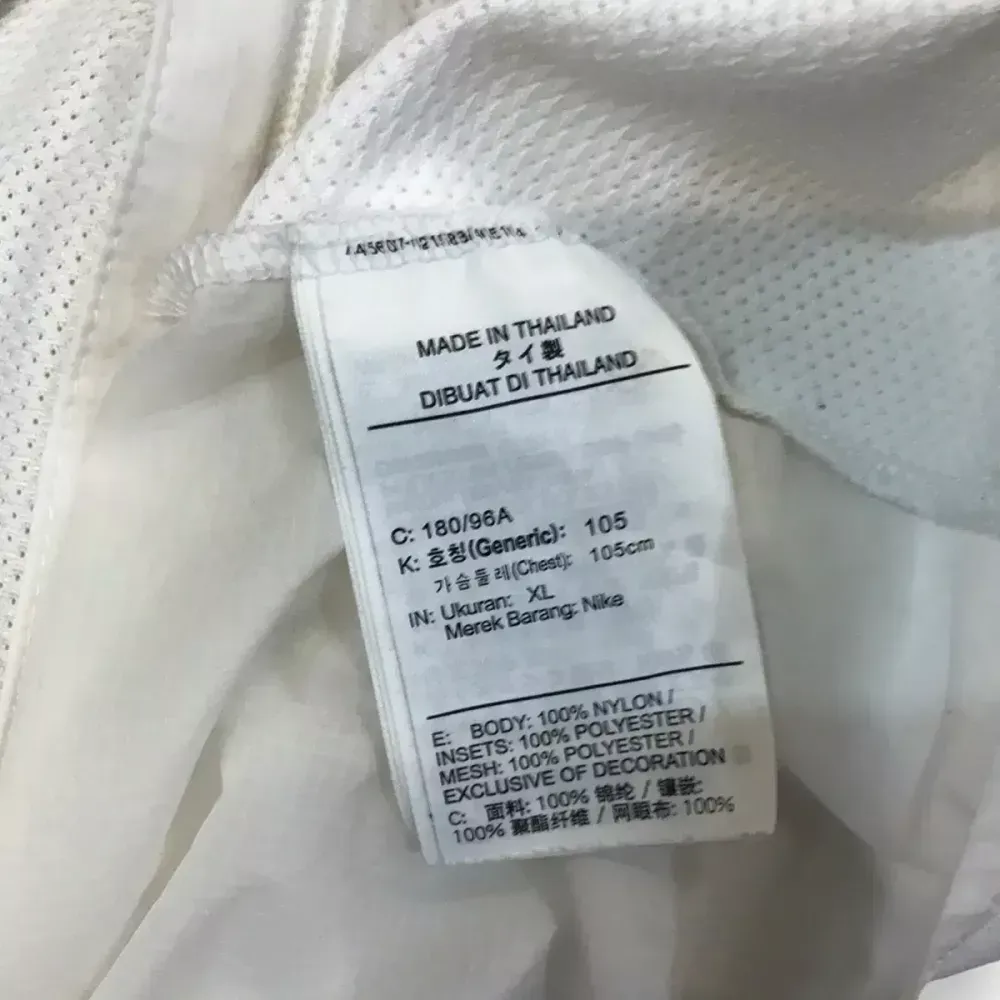 MADE IN THAILAND
タイ製
DIBUAT DI THAILAND
C: 180/96A
K: 호칭(Generic): 105
가슴둘레(Chest): 105cm
IN: Ukuran: XL
Merek Barang: Nike
E: BODY: 100% NYLON /
INSETS: 100% POLYESTER /
MESH: 100% POLYESTER /
EXCLUSIVE OF DECORATION
C: 面料: 100% 锦纶 / 镶嵌:
100% 聚酯纤维 / 网眼布: 100%